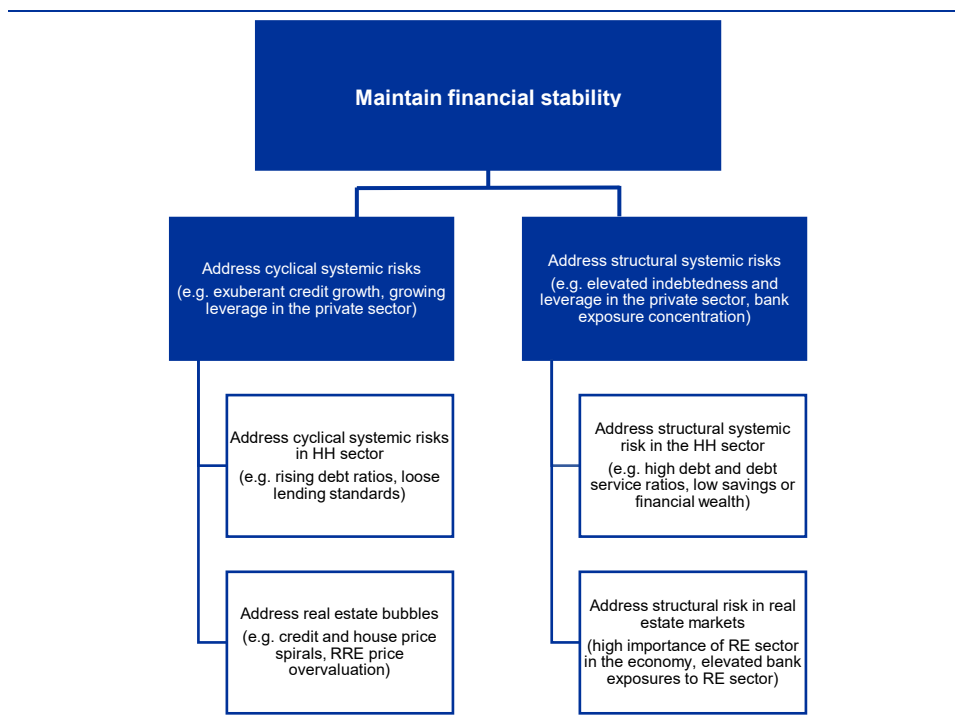 Maintain financial stability
Address cyclical systemic risks
(e.g. exuberant credit growth, growing
leverage in the private sector)
Address structural systemic risks
(e.g. elevated indebtedness and
leverage in the private sector, bank
exposure concentration)
Address cyclical systemic risks
in HH sector
(e.g. rising debt ratios, loose
lending standards)
Address structural systemic
risk in the HH sector
(e.g. high debt and debt
service ratios, low savings or
financial wealth)
Address real estate bubbles
(e.g. credit and house price
spirals, RRE price
overvaluation)
Address structural risk in real
estate markets
(high importance of RE sector
in the economy, elevated bank
exposures to RE sector)